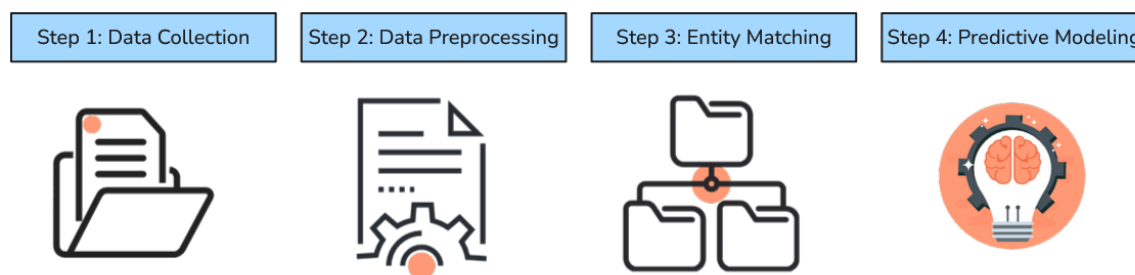 Step 1: Data Collection
Step 2: Data Preprocessing
Step 3: Entity Matching
Step 4: Predictive Modeling